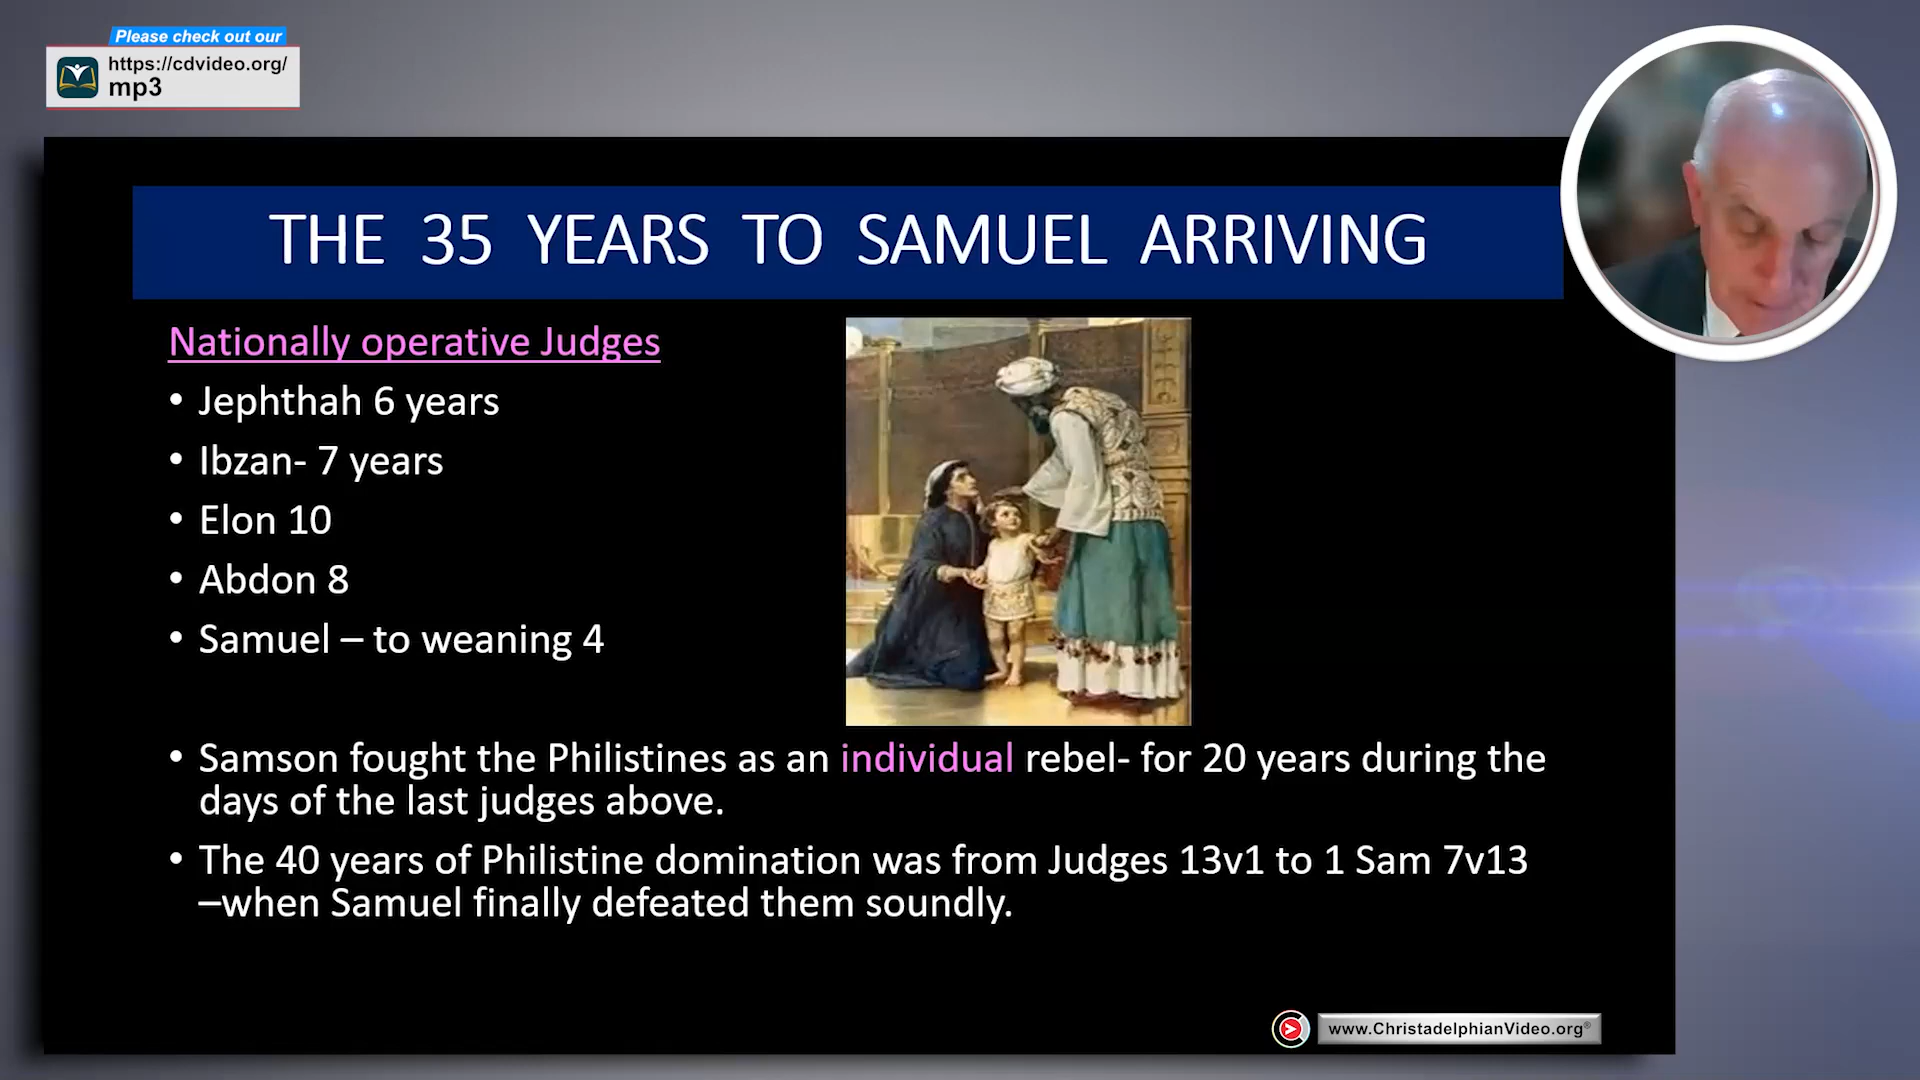 Please check out our
https://cdvideo.org/
mp3
THE 35 YEARS TO SAMUEL ARRIVING
Nationally operative Judges
• Jephthah 6 years
• Ibzan- 7 years
• Elon 10
• Abdon 8
• Samuel – to weaning 4
• Samson fought the Philistines as an individual rebel- for 20 years during the
days of the last judges above.
• The 40 years of Philistine domination was from Judges 13v1 to 1 Sam 7v13
–when Samuel finally defeated them soundly.
www.ChristadelphianVideo.org®